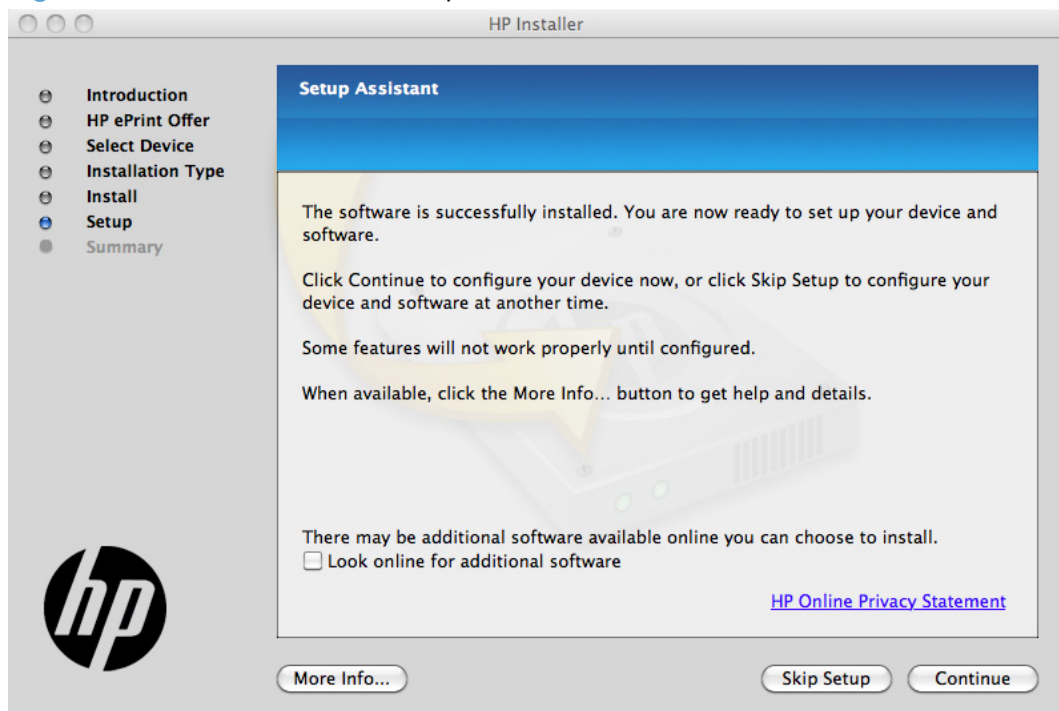 HP Installer
Introduction
HP ePrint Offer
Select Device
Installation Type
Install
Setup
Summary
Setup Assistant
The software is successfully installed. You are now ready to set up your device and
software.
Click Continue to configure your device now, or click Skip Setup to configure your
device and software at another time.
Some features will not work properly until configured.
When available, click the More Info... button to get help and details.
There may be additional software available online you can choose to install.
Look online for additional software
HP Online Privacy Statement
hp
More Info...
Skip Setup
Continue